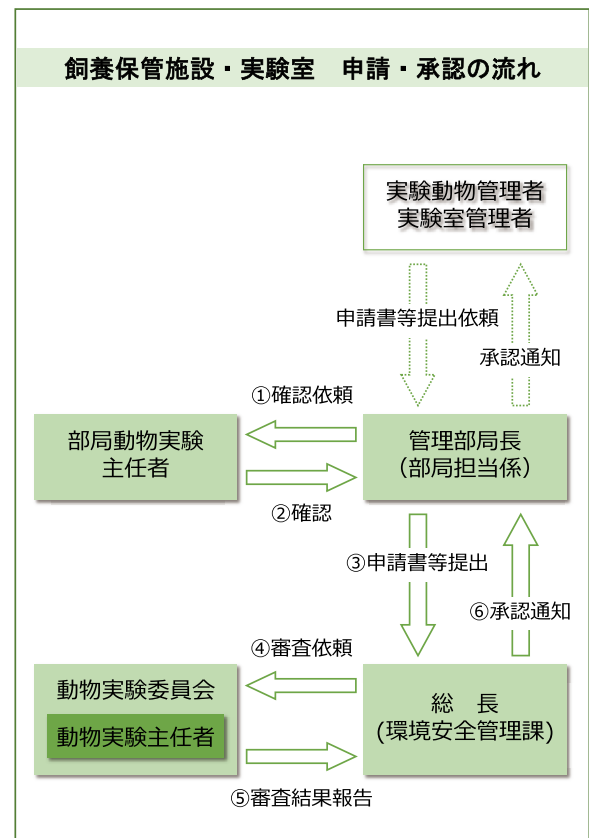 飼養保管施設・実験室　申請・承認の流れ
実験動物管理者
実験室管理者
申請書等提出依頼
承認通知
①確認依頼
部局動物実験
主任者
管理部局長
（部局担当係）
②確認
③申請書等提出
⑥承認通知
④審査依頼
動物実験委員会
動物実験主任者
総　長
(環境安全管理課)
⑤審査結果報告